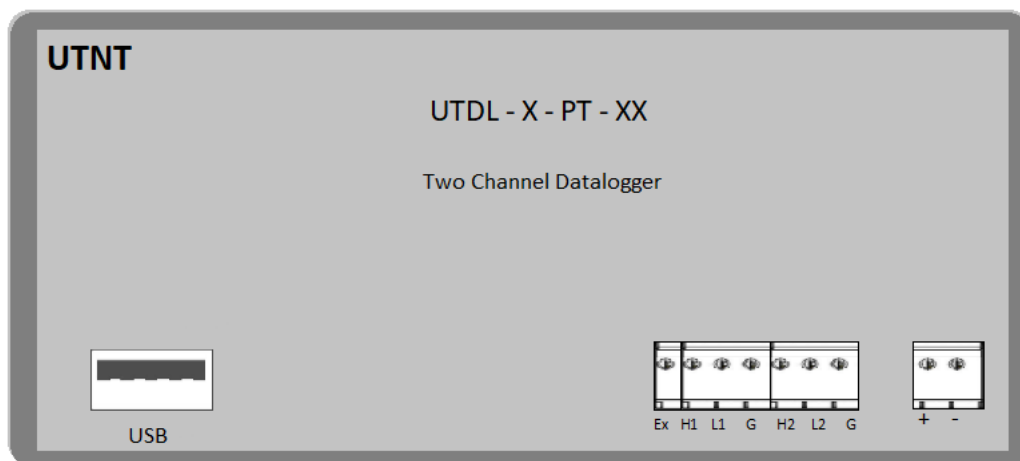 UTNT
UTDL - X - PT - XX
Two Channel Datalogger
USB
Ex H1 L1 G H2 L2 G
+ -